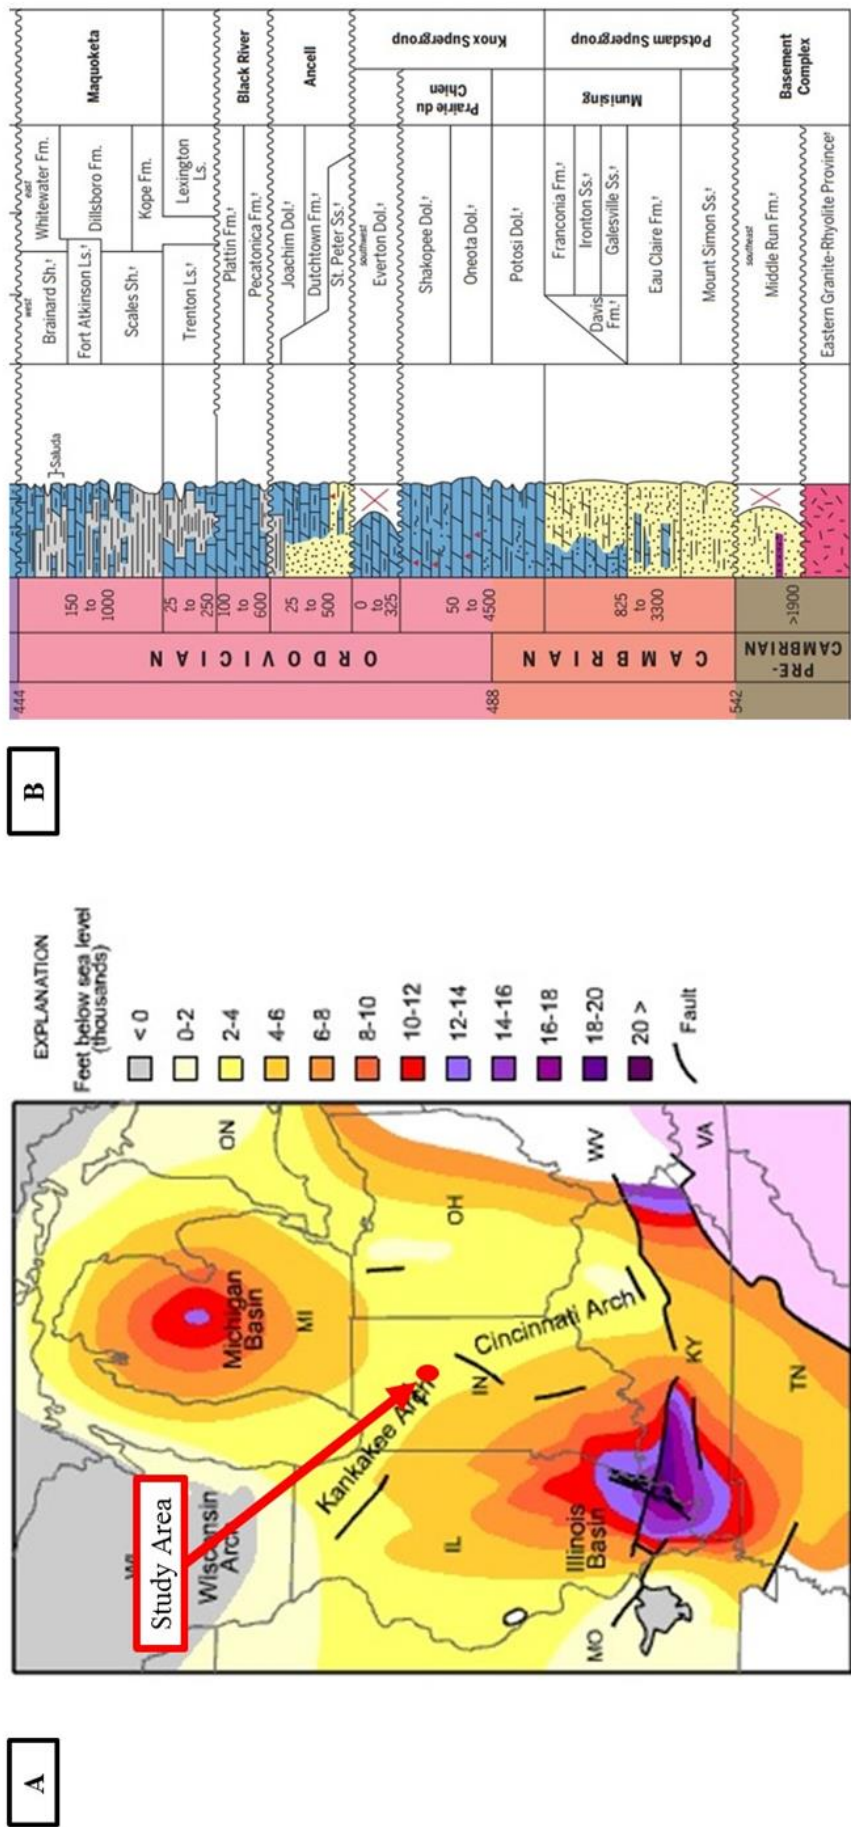 A
Study Area
WI
Wisconsin
Arch
Kankakee Arch
Michigan
Basin
MI
ON
IL
IN
OH
Cincinnati Arch
Illinois
Basin
MO
KY
WV
VA
TN
EXPLANATION
Feet below sea level
(thousands)
< 0
0-2
2-4
4-6
6-8
8-10
10-12
12-14
14-16
16-18
18-20
20 >
Fault
B
444
488
542
ORDOVICIAN
CAMBRIAN
PRE-
CAMBRIAN
150
to
1000
25
to
250
100
to
600
25
to
500
0
to
325
50
to
4500
825
to
3300
>1900
Saluda
west
east
Brainard Sh.†
Whitewater Fm.
Fort Atkinson Ls.†
Dillsboro Fm.
Scales Sh.†
Kope Fm.
Maquoketa
Trenton Ls.†
Lexington
Ls.
Plattin Fm.†
Pecatonica Fm.†
Black River
Joachim Dol.†
Dutchtown Fm.†
St. Peter Ss.†
Ancell
southwest
Everton Dol.†
Shakopee Dol.†
Oneota Dol.†
Prairie du
Chien
Potosi Dol.†
Knox Supergroup
Davis
Fm.†
Franconia Fm.†
Ironton Ss.†
Galesville Ss.†
Eau Claire Fm.†
Munising
Mount Simon Ss.†
Potsdam Supergroup
southeast
Middle Run Fm.†
Eastern Granite-Rhyolite Province†
Basement
Complex